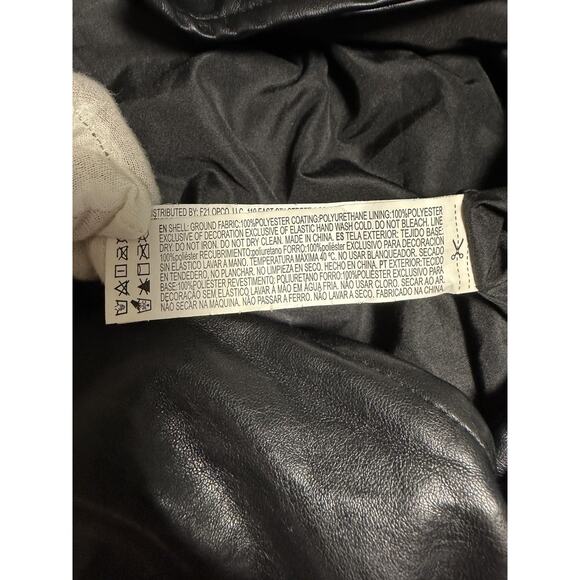 DISTRIBUTED BY: F21 OPCO, LLC.
EN SHELL: GROUND FABRIC:100%POLYESTER COATING:POLYURETHANE LINING:100%POLYESTER
EXCLUSIVE OF DECORATION EXCLUSIVE OF ELASTIC HAND WASH COLD. DO NOT BLEACH. LINE
DRY. DO NOT IRON. DO NOT DRY CLEAN. MADE IN CHINA. ES TELA EXTERIOR: TEJIDO BASE:
100%poliéster RECUBRIMIENTO:poliuretano FORRO:100%poliéster EXCLUSIVO PARA DECORACIÓN
SIN ELÁSTICO LAVAR A MANO. TEMPERATURA MÁXIMA 40 ºC. NO USAR BLANQUEADOR. SECADO
EN TENDEDERO, NO PLANCHAR. NO LIMPIEZA EN SECO. HECHO EN CHINA. PT EXTERIOR: TECIDO
BASE:100%POLIÉSTER REVESTIMENTO: POLIURETANO FORRO:100%POLIÉSTER EXCLUSIVO DA
DECORAÇÃO SEM ELÁSTICO LAVAR À MÃO EM ÁGUA FRIA. NÃO USAR CLORO. SECAR AO AR.
NÃO SECAR NA MAQUINA. NÃO PASSAR A FERRO. NÃO LAVAR A SECO. FABRICADO NA CHINA